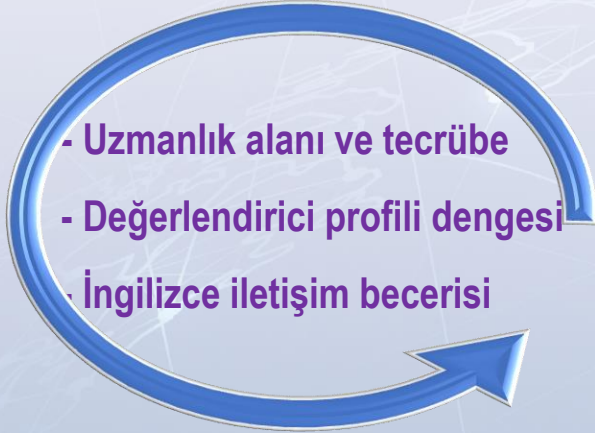 - Uzmanlık alanı ve tecrübe
- Değerlendirici profili dengesi
- İngilizce iletişim becerisi